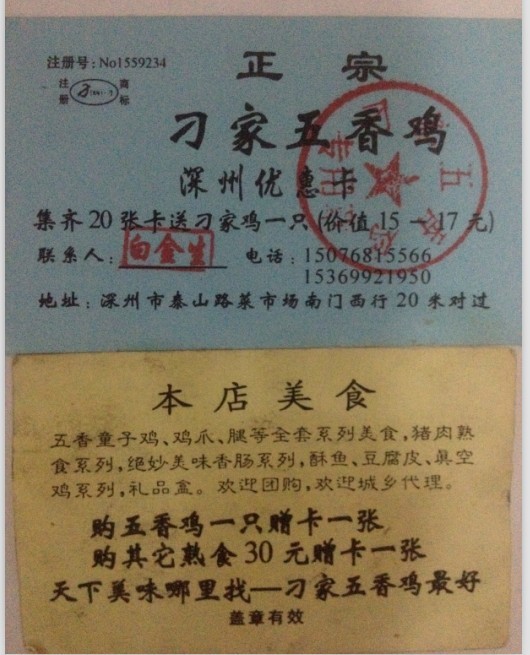 注册号：No1559234
注册 商标
正宗
刁家五香鸡
深州优惠卡
集齐20张卡送刁家鸡一只(价值15一17元)
联系人：白金生 电话：15076815566
15369921950
地址：深州市泰山路菜市场南门西行20米对过
本店美食
五香童子鸡、鸡爪、腿等全套系列美食,猪肉熟
食系列,绝妙美味香肠系列,酥鱼、豆腐皮、真空
鸡系列,礼品盒。欢迎团购,欢迎城乡代理。
购五香鸡一只赠卡一张
购其它熟食30元赠卡一张
天下美味哪里找—刁家五香鸡最好
盖章有效